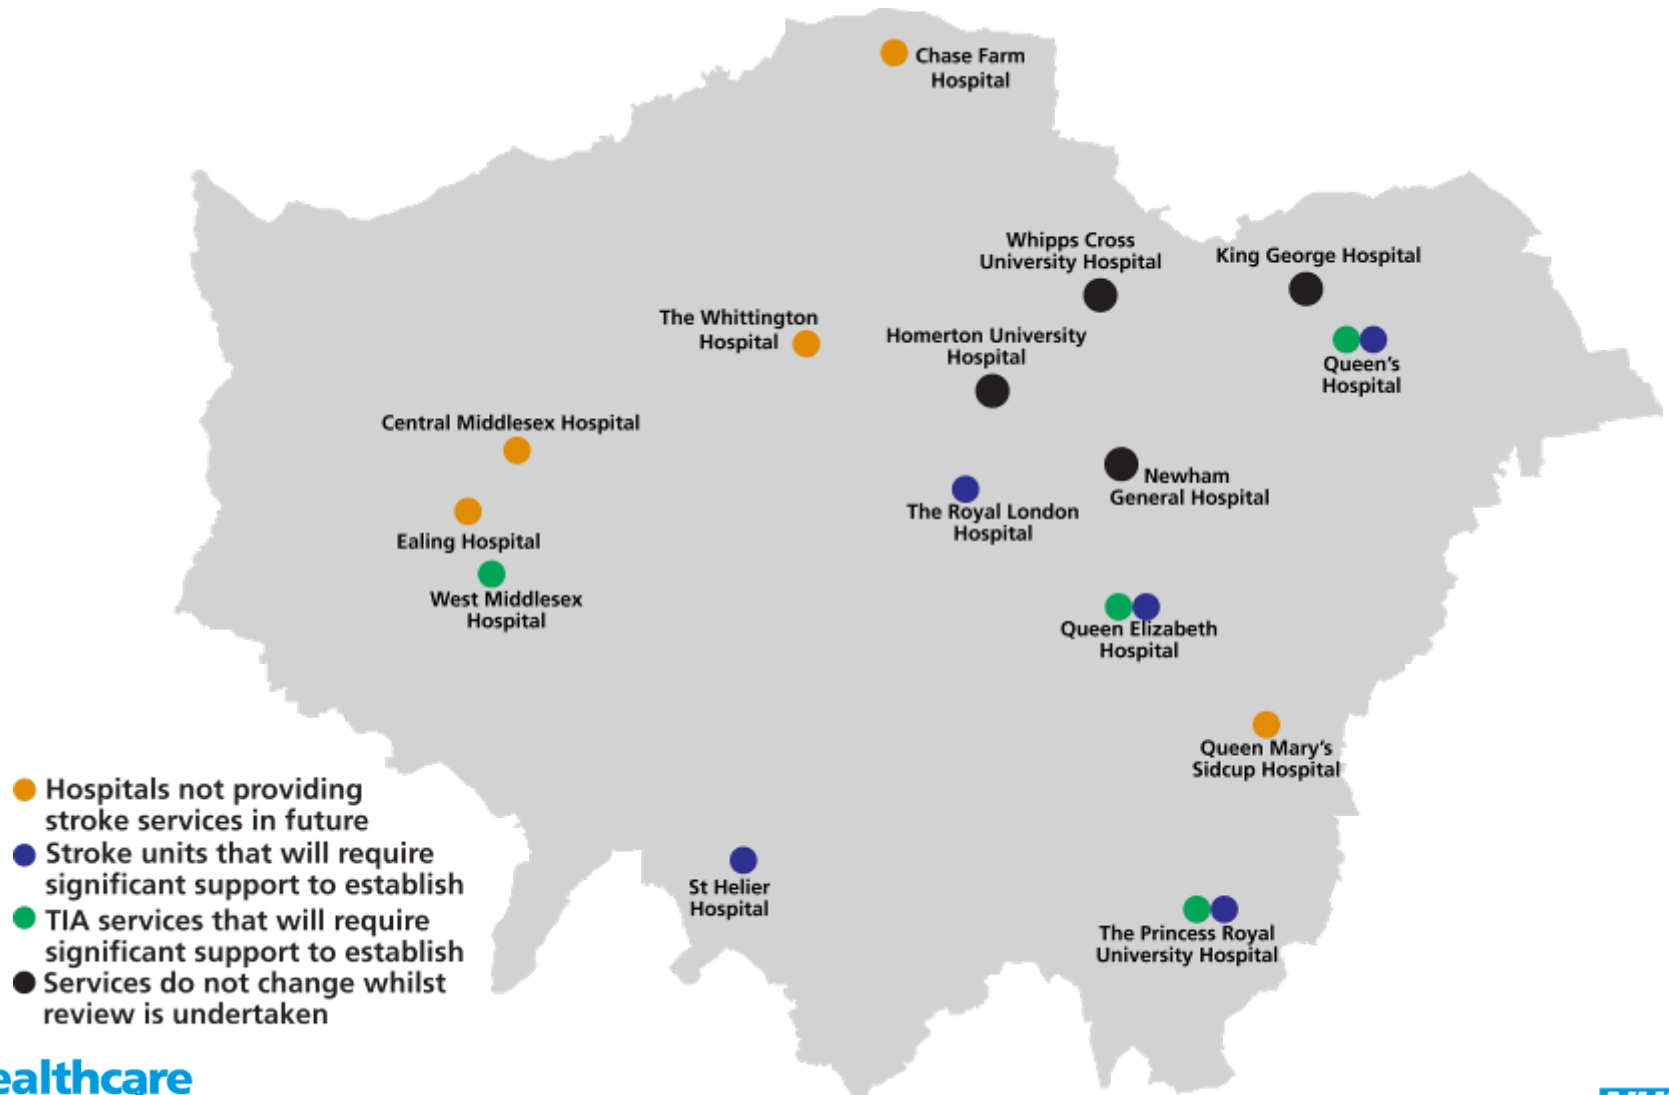 Chase Farm
Hospital
Whipps Cross
University Hospital
King George Hospital
The Whittington
Hospital
Homerton University
Hospital
Queen's
Hospital
Central Middlesex Hospital
Newham
General Hospital
The Royal London
Hospital
Ealing Hospital
West Middlesex
Hospital
Queen Elizabeth
Hospital
Queen Mary's
Sidcup Hospital
Hospitals not providing
stroke services in future
Stroke units that will require
significant support to establish
TIA services that will require
significant support to establish
Services do not change whilst
review is undertaken
St Helier
Hospital
The Princess Royal
University Hospital
ealthcare